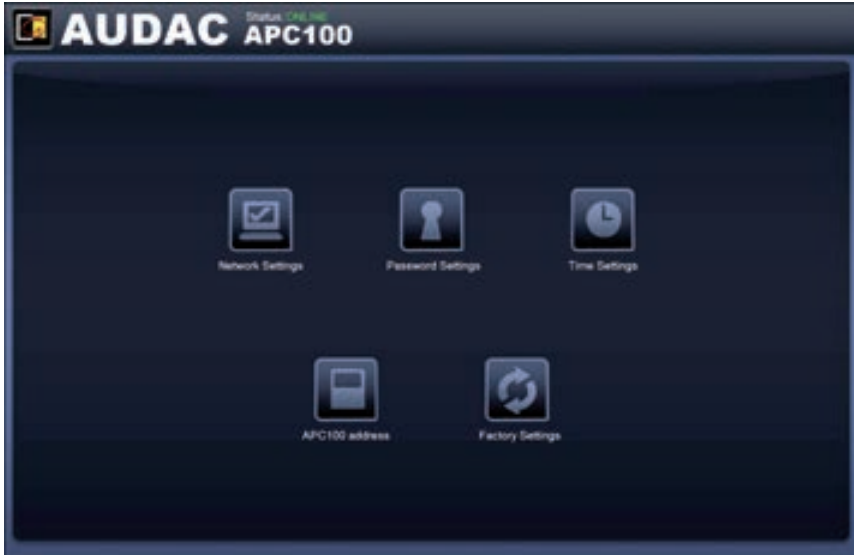 AUDAC
Status: ONLINE
APC100
Network Settings
Password Settings
Time Settings
APC100 address
Factory Settings